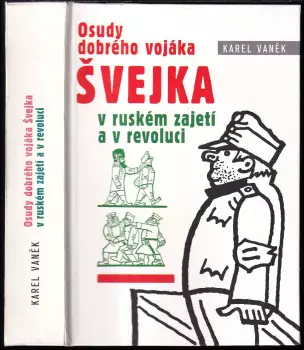 Osudy dobrého vojáka Švejka
v ruském zajetí a v revoluci
KAREL VANĚK
Osudy
dobrého vojáka
KAREL VANĚK
ŠVEJKA
v ruském zajetí
a v revoluci